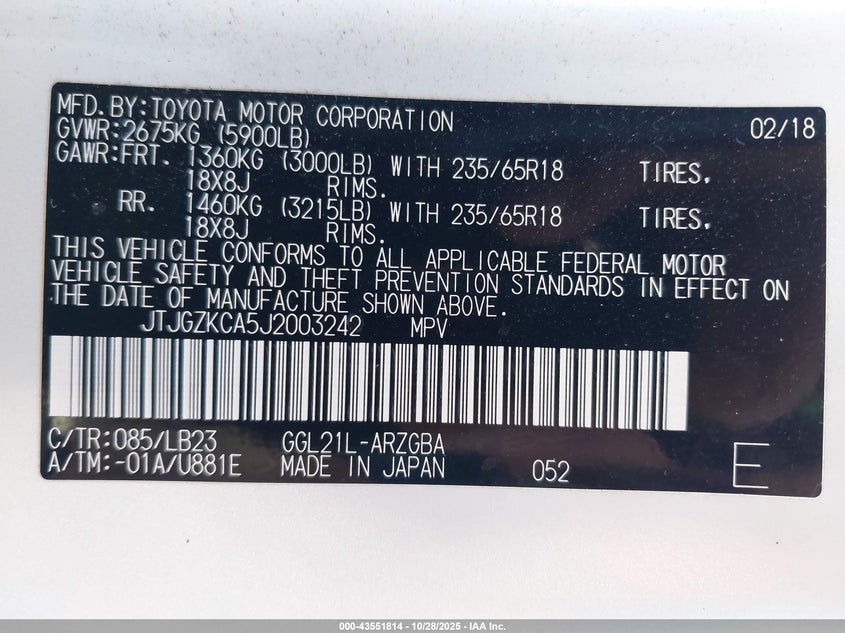 MFD.BY:TOYOTA MOTOR CORPORATION 02/18
GVWR:2675KG (5900LB)
GAWR:FRT. 1360KG (3000LB) WITH 235/65R18 TIRES.
18X8J RIMS.
RR. 1460KG (3215LB) WITH 235/65R18 TIRES.
18X8J RIMS.
THIS VEHICLE CONFORMS TO ALL APPLICABLE FEDERAL MOTOR
VEHICLE SAFETY AND THEFT PREVENTION STANDARDS IN EFFECT ON
THE DATE OF MANUFACTURE SHOWN ABOVE.
JTJGZKCA5J2003242 MPV
C/TR:085/LB23 GGL21L-ARZGBA
A/TM:-01A/U881E MADE IN JAPAN 052 E
000-43551814 - 10/28/2025 - IAA Inc.